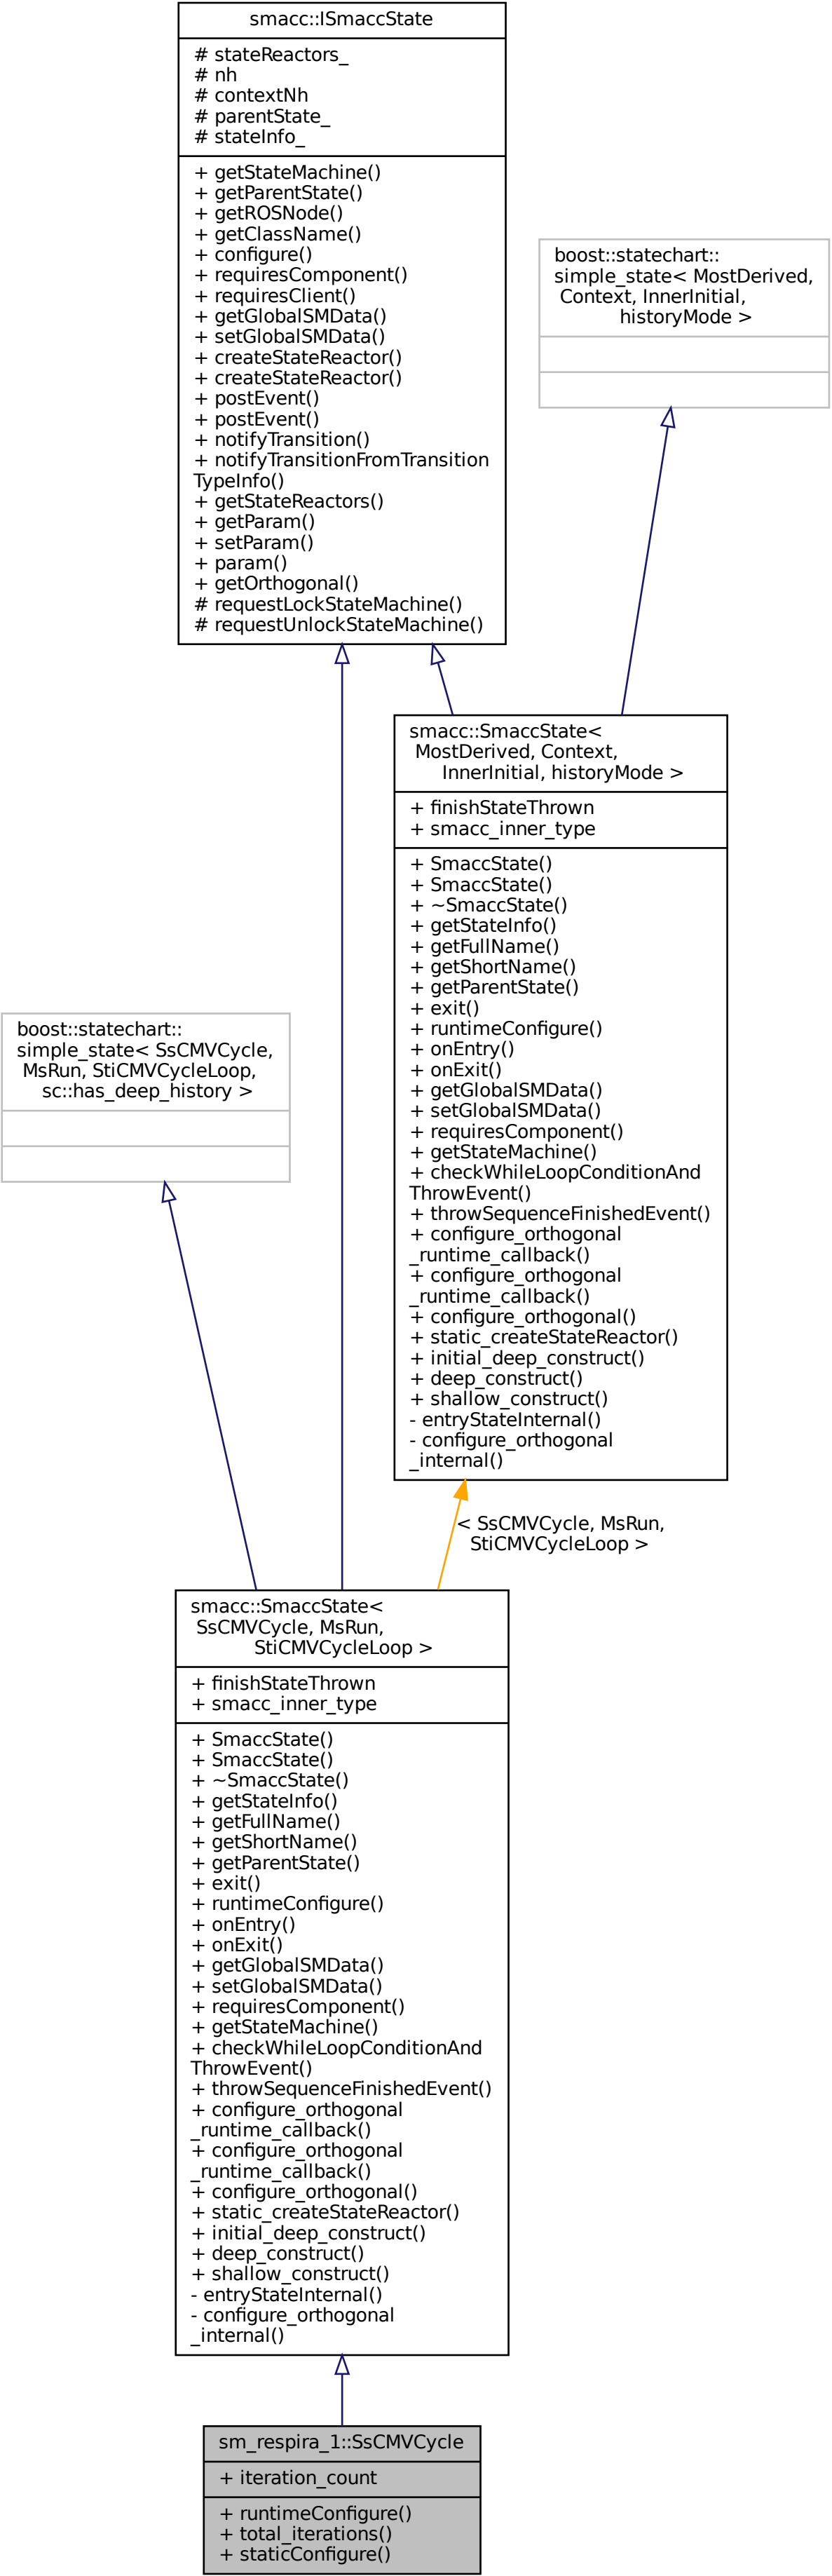 smacc::ISmaccState
# stateReactors_
# nh
# contextNh
# parentState_
# stateInfo_
+ getStateMachine()
+ getParentState()
+ getROSNode()
+ getClassName()
+ configure()
+ requiresComponent()
+ requiresClient()
+ getGlobalSMData()
+ setGlobalSMData()
+ createStateReactor()
+ createStateReactor()
+ postEvent()
+ postEvent()
+ notifyTransition()
+ notifyTransitionFromTransition
TypeInfo()
+ getStateReactors()
+ getParam()
+ setParam()
+ param()
+ getOrthogonal()
# requestLockStateMachine()
# requestUnlockStateMachine()
boost::statechart::
simple_state< MostDerived,
Context, InnerInitial,
historyMode >
smacc::SmaccState<
MostDerived, Context,
InnerInitial, historyMode >
+ finishStateThrown
+ smacc_inner_type
+ SmaccState()
+ SmaccState()
+ ~SmaccState()
+ getStateInfo()
+ getFullName()
+ getShortName()
+ getParentState()
+ exit()
+ runtimeConfigure()
+ onEntry()
+ onExit()
+ getGlobalSMData()
+ setGlobalSMData()
+ requiresComponent()
+ getStateMachine()
+ checkWhileLoopConditionAnd
ThrowEvent()
+ throwSequenceFinishedEvent()
+ configure_orthogonal
_runtime_callback()
+ configure_orthogonal
_runtime_callback()
+ configure_orthogonal()
+ static_createStateReactor()
+ initial_deep_construct()
+ deep_construct()
+ shallow_construct()
- entryStateInternal()
- configure_orthogonal
_internal()
boost::statechart::
simple_state< SsCMVCycle,
MsRun, StiCMVCycleLoop,
sc::has_deep_history >
< SsCMVCycle, MsRun,
StiCMVCycleLoop >
smacc::SmaccState<
SsCMVCycle, MsRun,
StiCMVCycleLoop >
+ finishStateThrown
+ smacc_inner_type
+ SmaccState()
+ SmaccState()
+ ~SmaccState()
+ getStateInfo()
+ getFullName()
+ getShortName()
+ getParentState()
+ exit()
+ runtimeConfigure()
+ onEntry()
+ onExit()
+ getGlobalSMData()
+ setGlobalSMData()
+ requiresComponent()
+ getStateMachine()
+ checkWhileLoopConditionAnd
ThrowEvent()
+ throwSequenceFinishedEvent()
+ configure_orthogonal
_runtime_callback()
+ configure_orthogonal
_runtime_callback()
+ configure_orthogonal()
+ static_createStateReactor()
+ initial_deep_construct()
+ deep_construct()
+ shallow_construct()
- entryStateInternal()
- configure_orthogonal
_internal()
sm_respira_1::SsCMVCycle
+ iteration_count
+ runtimeConfigure()
+ total_iterations()
+ staticConfigure()